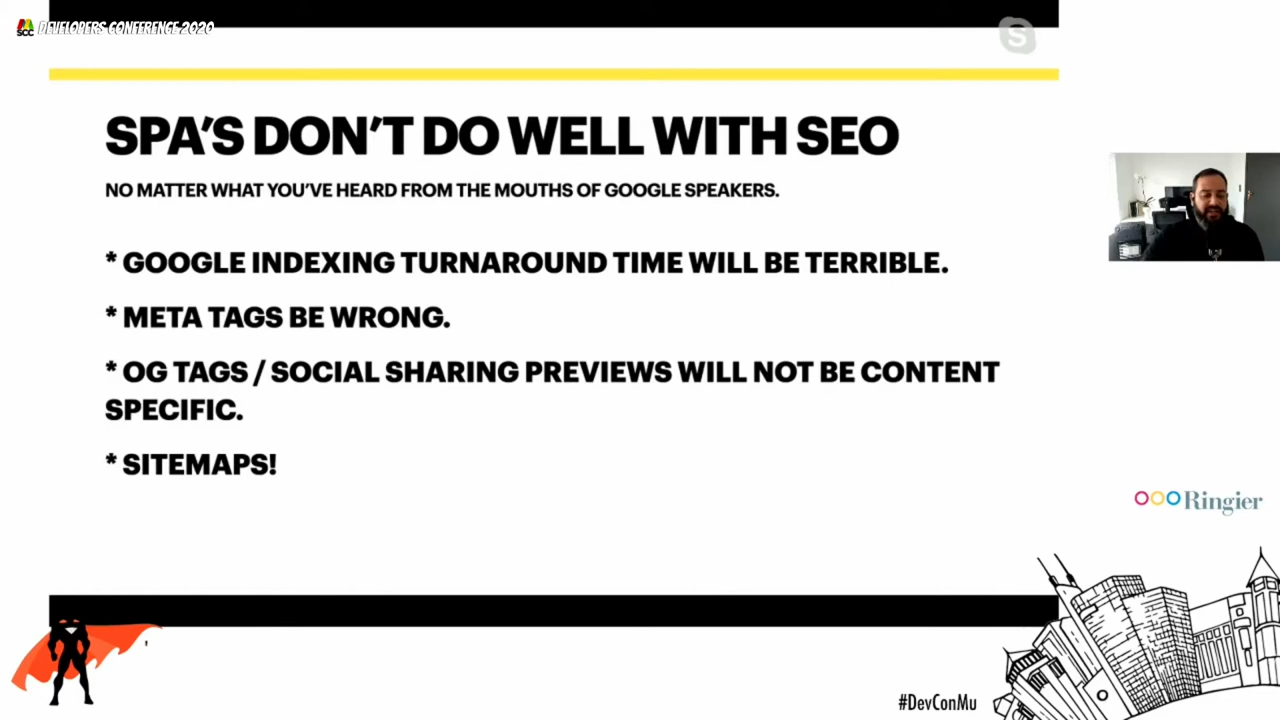 SCC DEVELOPERS CONFERENCE 2020
S
SPA'S DON'T DO WELL WITH SEO
NO MATTER WHAT YOU'VE HEARD FROM THE MOUTHS OF GOOGLE SPEAKERS.
* GOOGLE INDEXING TURNAROUND TIME WILL BE TERRIBLE.
* META TAGS BE WRONG.
* OG TAGS / SOCIAL SHARING PREVIEWS WILL NOT BE CONTENT
SPECIFIC.
* SITEMAPS!
Ringier
#DevConMu